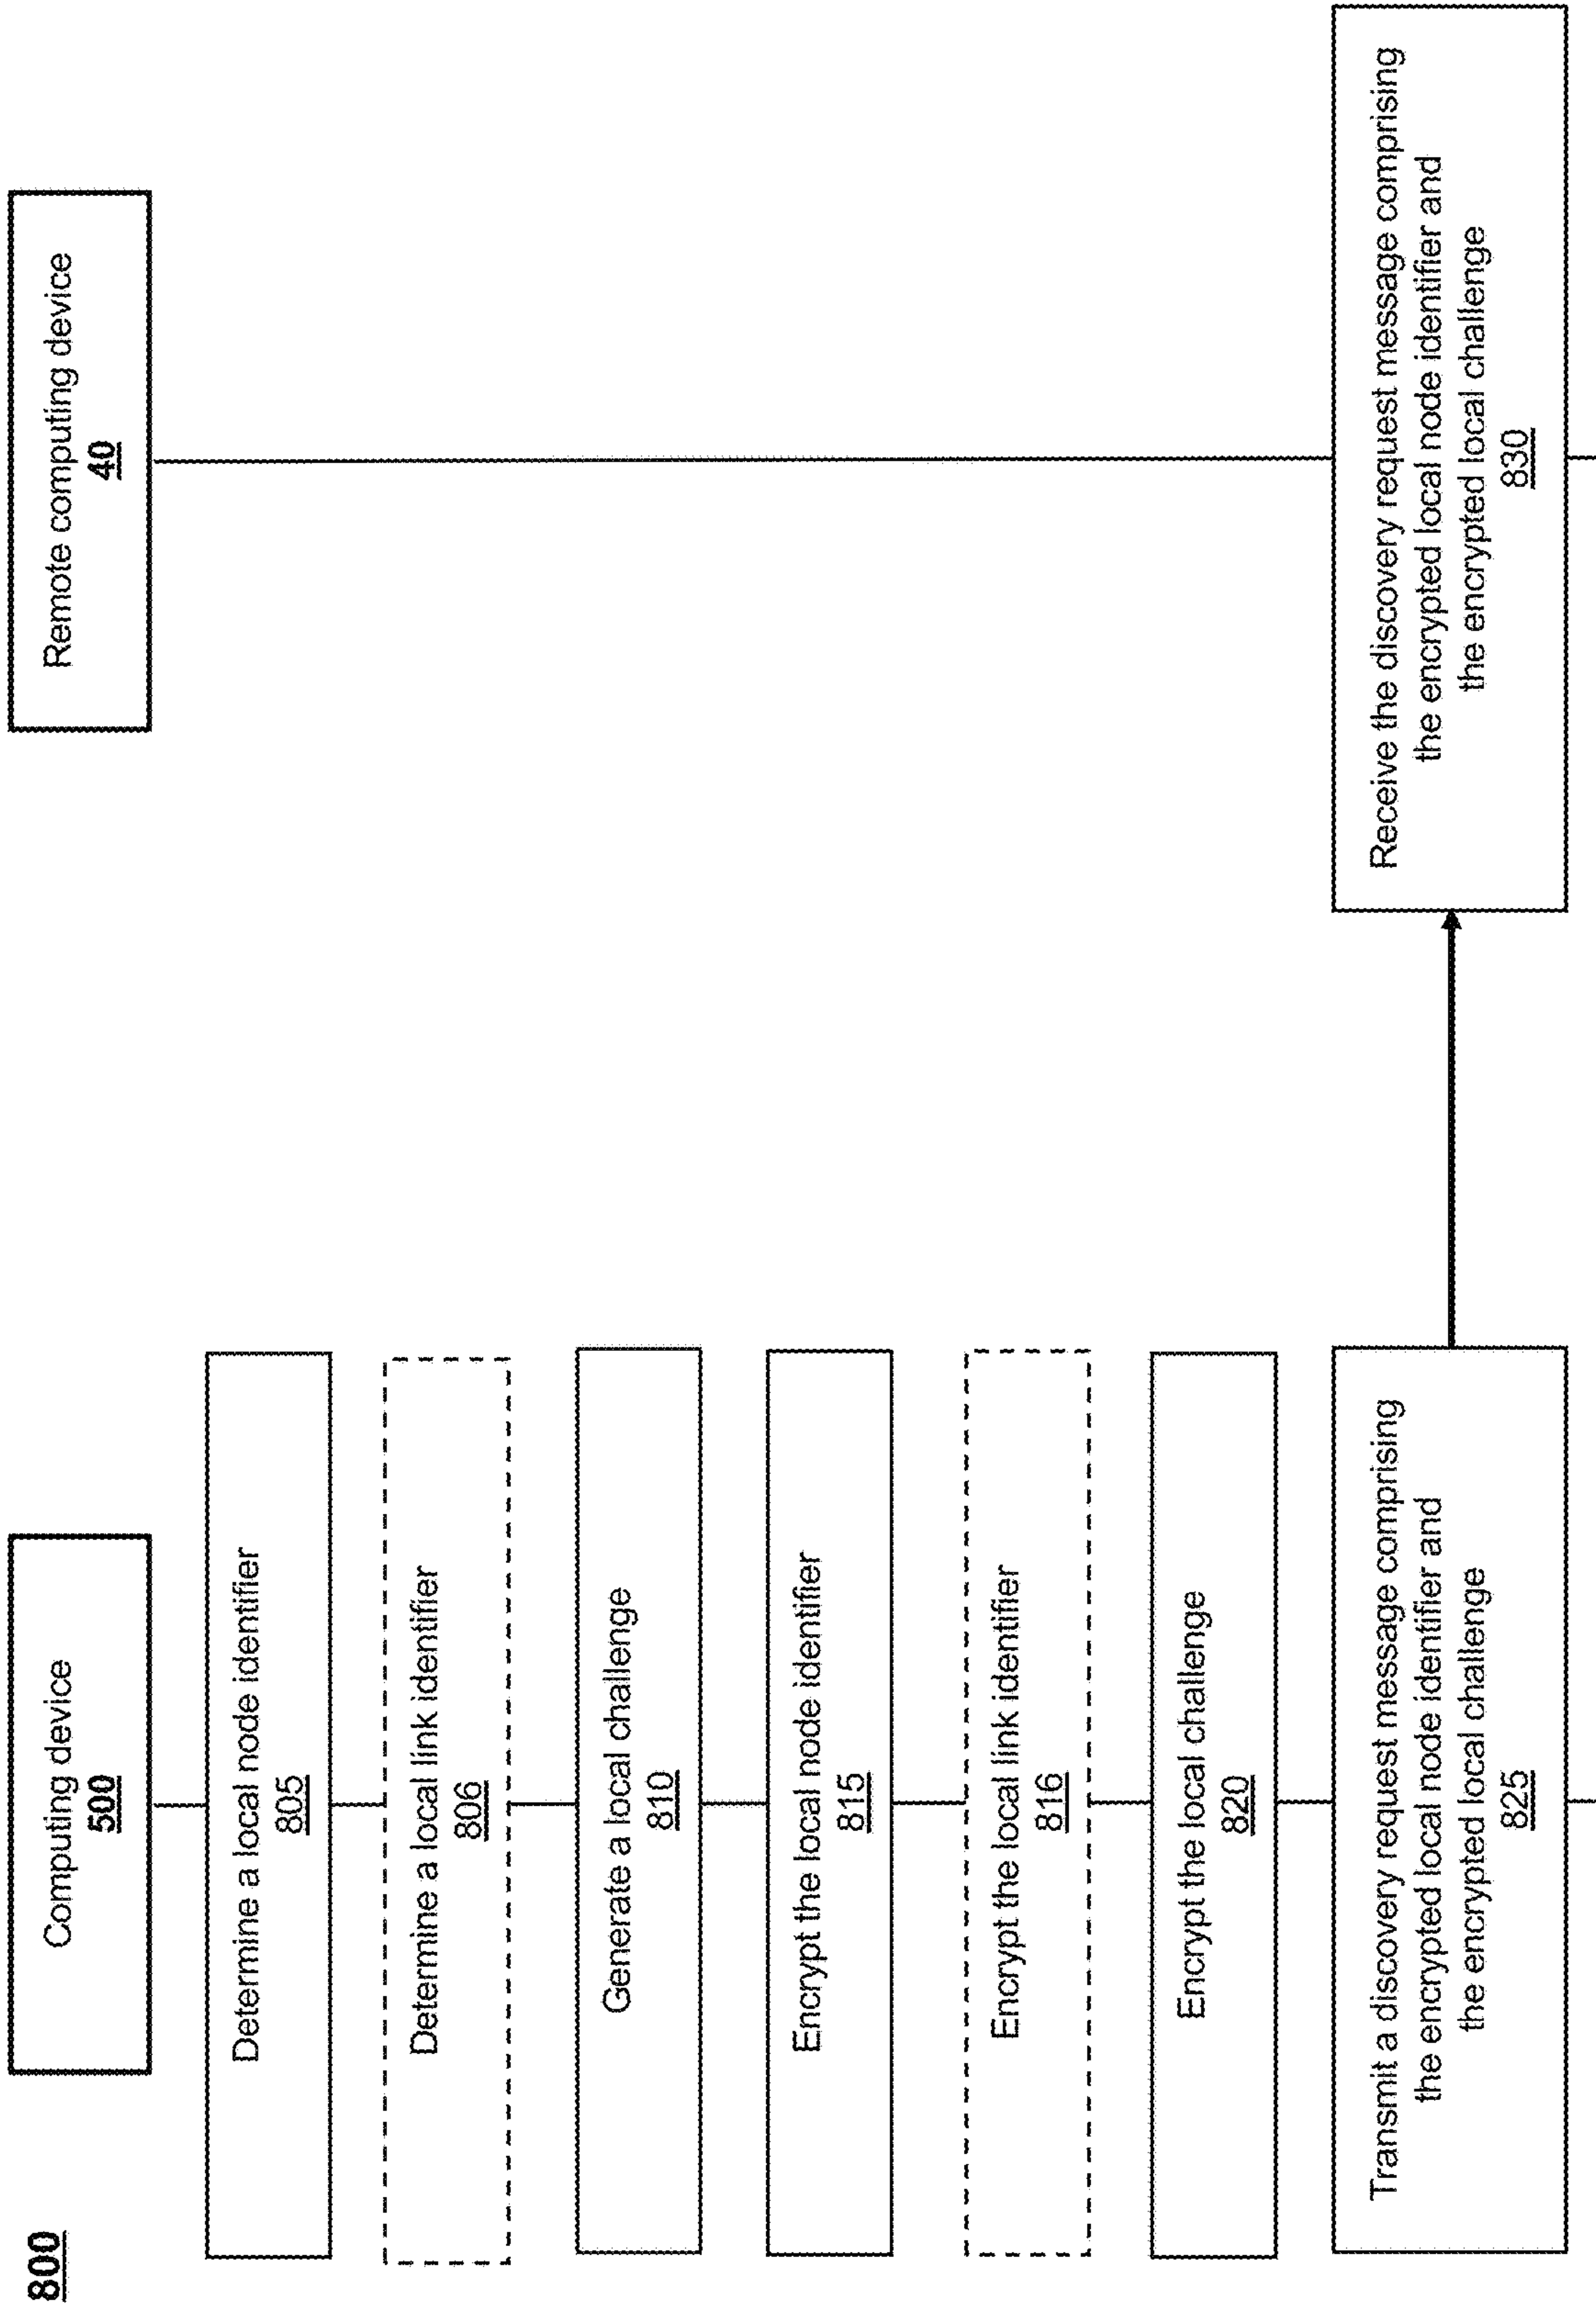 800
Computing device
500
Remote computing device
40
Determine a local node identifier
805
Determine a local link identifier
806
Generate a local challenge
810
Encrypt the local node identifier
815
Encrypt the local link identifier
816
Encrypt the local challenge
820
Transmit a discovery request message comprising
the encrypted local node identifier and
the encrypted local challenge
825
Receive the discovery request message comprising
the encrypted local node identifier and
the encrypted local challenge
830